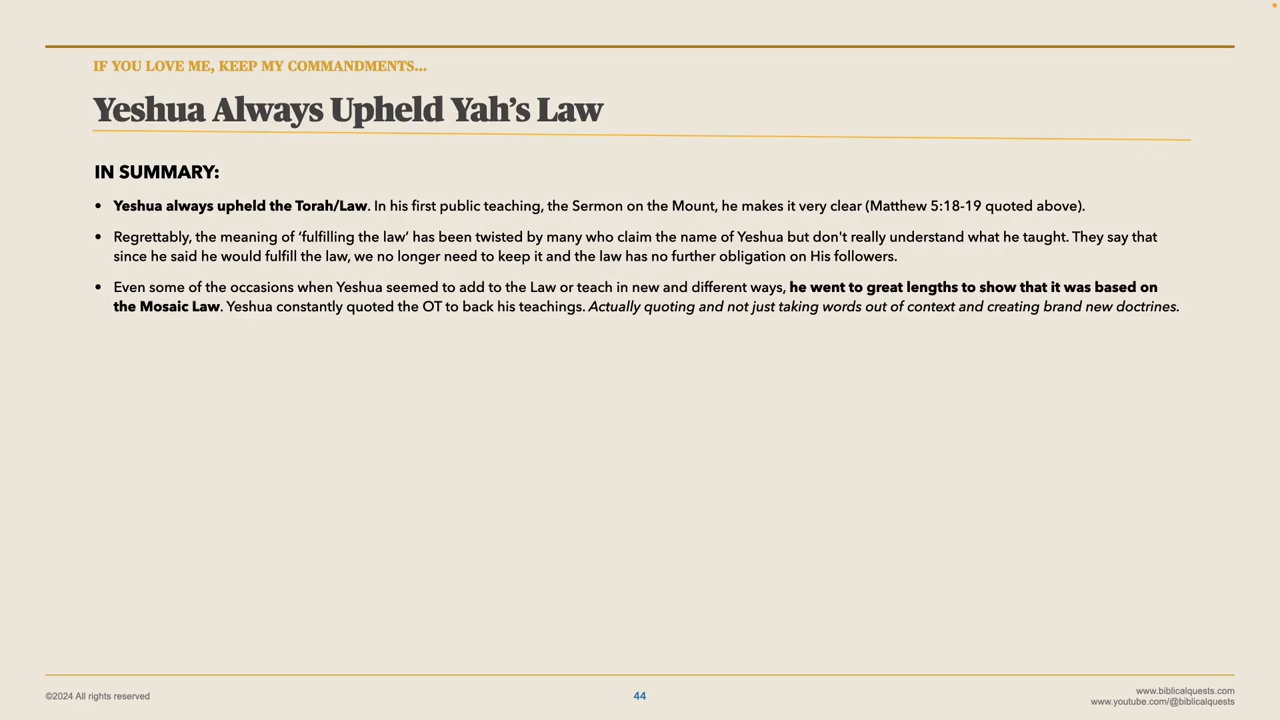 IF YOU LOVE ME, KEEP MY COMMANDMENTS...
Yeshua Always Upheld Yah’s Law
IN SUMMARY:
• Yeshua always upheld the Torah/Law. In his first public teaching, the Sermon on the Mount, he makes it very clear (Matthew 5:18-19 quoted above).
• Regrettably, the meaning of ‘fulfilling the law’ has been twisted by many who claim the name of Yeshua but don't really understand what he taught. They say that
since he said he would fulfill the law, we no longer need to keep it and the law has no further obligation on His followers.
• Even some of the occasions when Yeshua seemed to add to the Law or teach in new and different ways, he went to great lengths to show that it was based on
the Mosaic Law. Yeshua constantly quoted the OT to back his teachings. Actually quoting and not just taking words out of context and creating brand new doctrines.
©2024 All rights reserved
44
www.biblicalquests.com
www.youtube.com/@biblicalquests